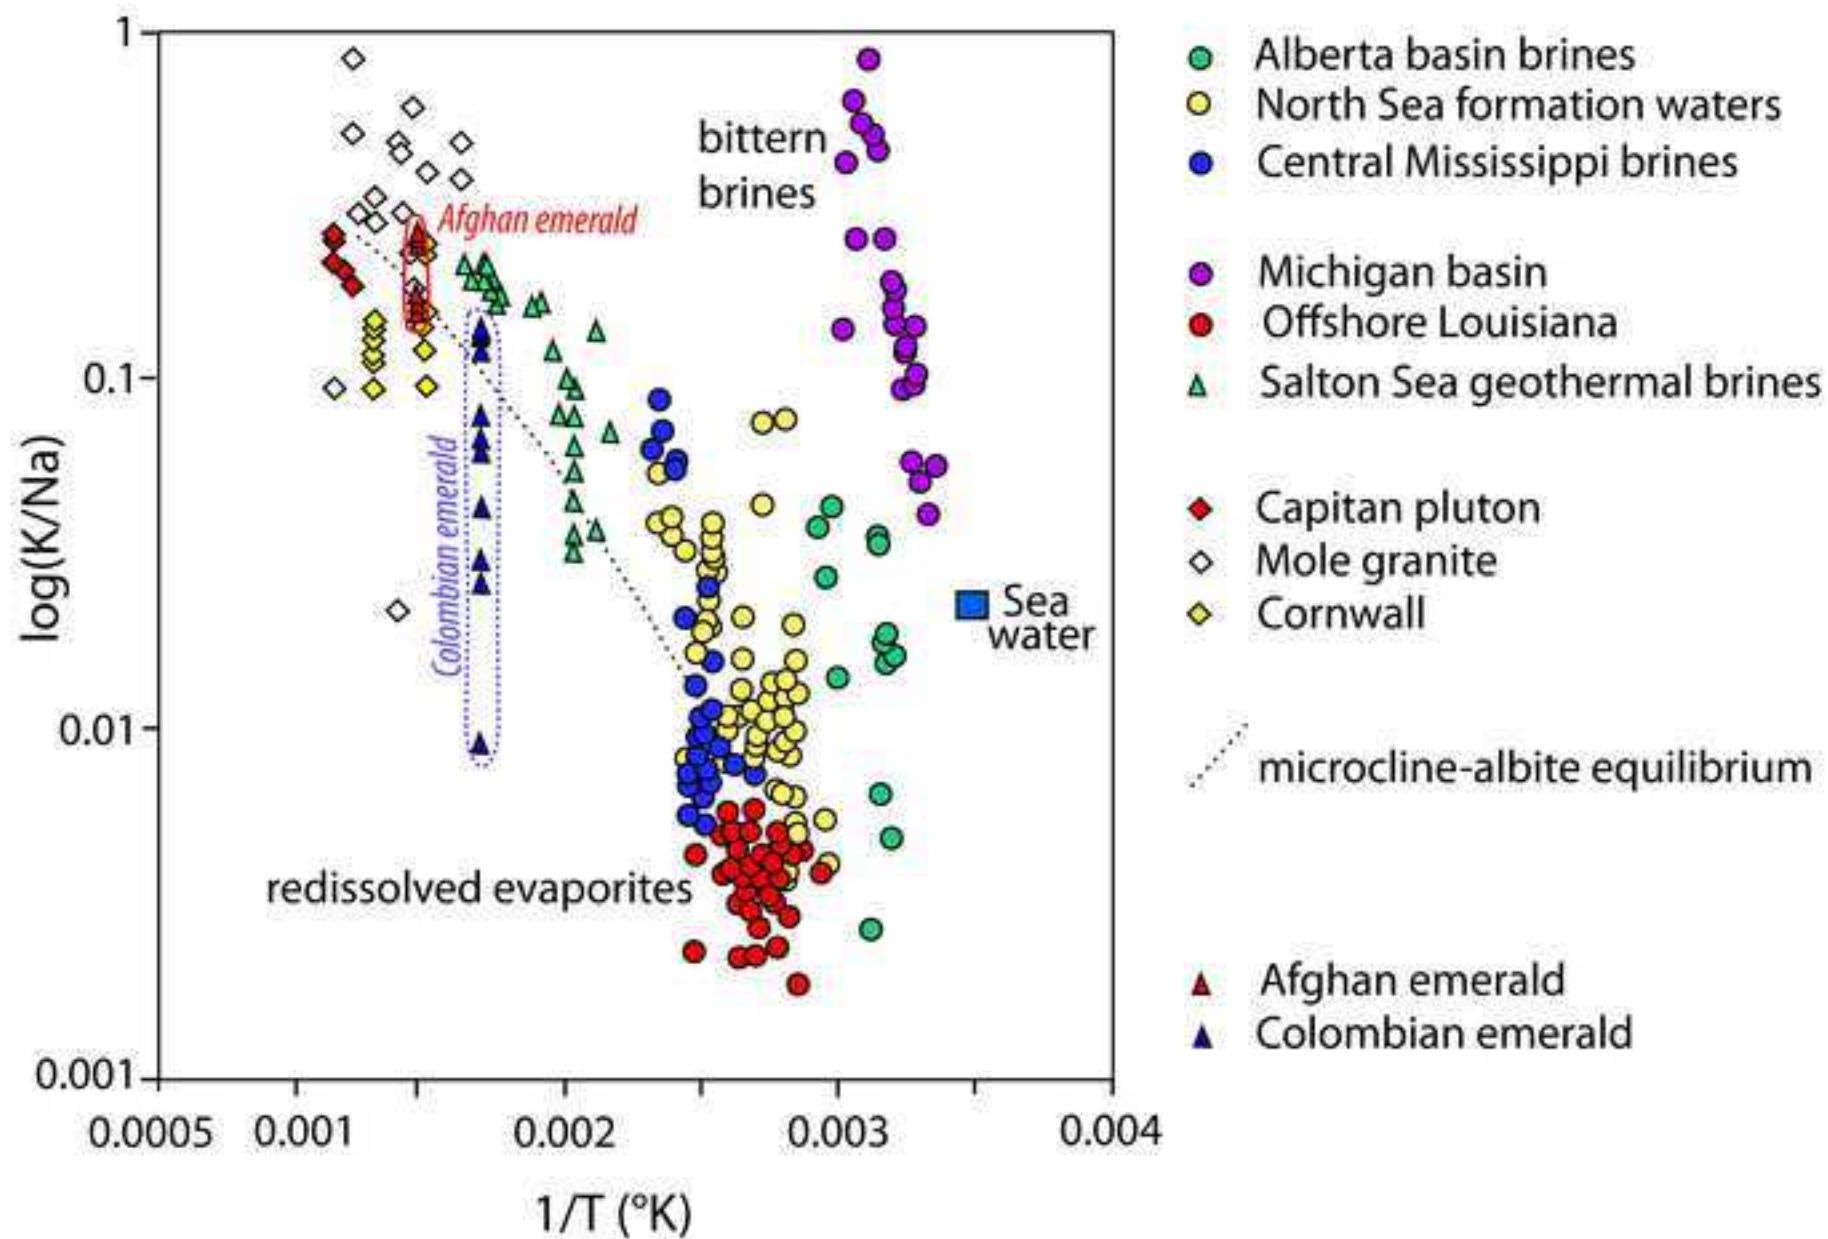 1
0.1
0.01
0.001
log(K/Na)
0.0005
0.001
0.002
0.003
0.004
1/T (°K)
bittern
brines
Afghan emerald
Colombian emerald
Sea
water
redissolved evaporites
Alberta basin brines
North Sea formation waters
Central Mississippi brines
Michigan basin
Offshore Louisiana
Salton Sea geothermal brines
Capitan pluton
Mole granite
Cornwall
microcline-albite equilibrium
Afghan emerald
Colombian emerald